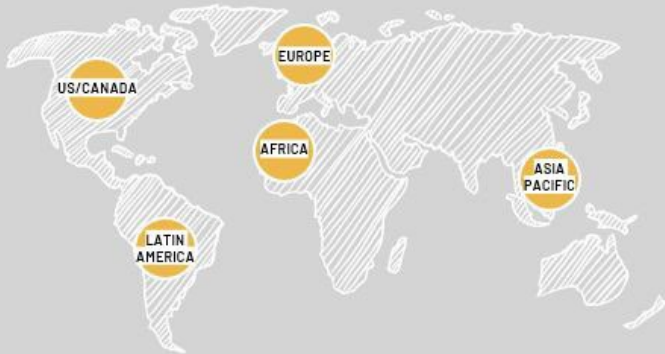 EUROPE
US/CANADA
AFRICA
ASIA
PACIFIC
LATIN
AMERICA